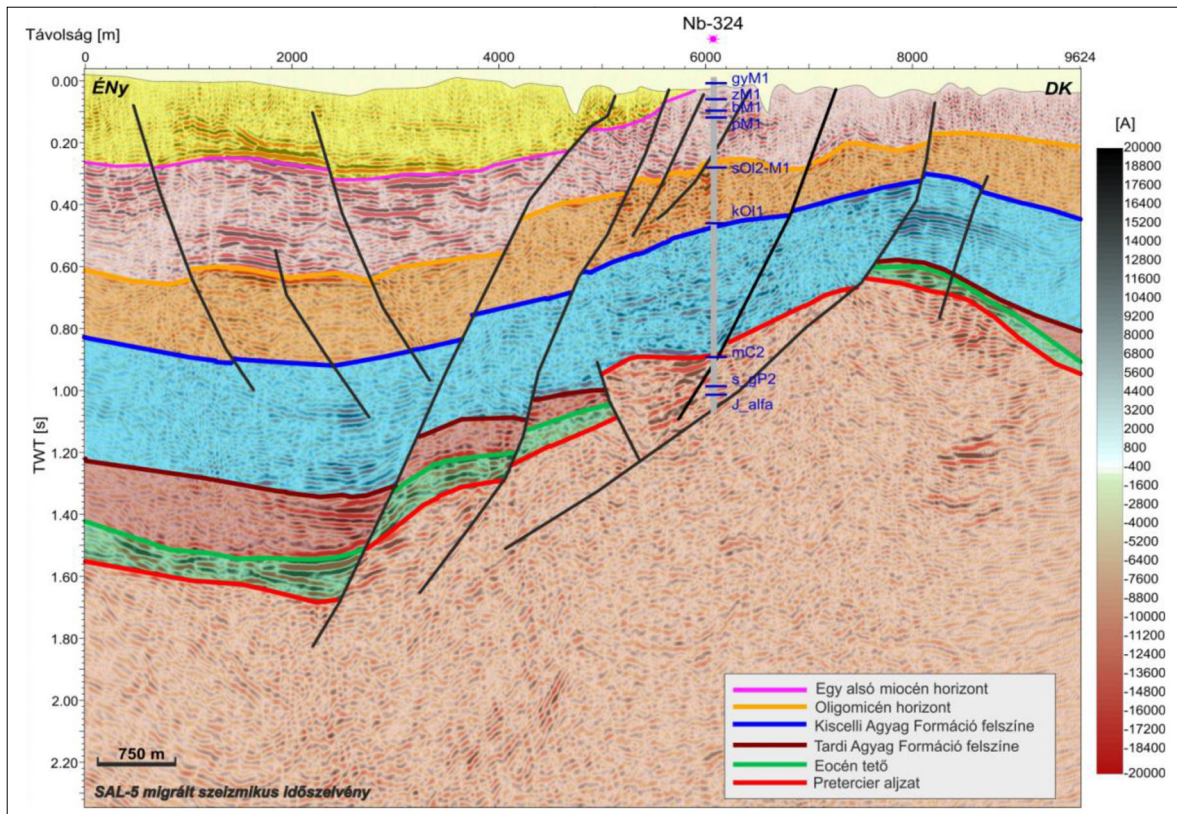 Nb-324
Távolság [m]
0 2000 4000 6000 8000 9624
ÉNy
DK
0.00
0.20
0.40
0.60
0.80
1.00
1.20
1.40
1.60
1.80
2.00
2.20
TWT [s]
gyM1
zM1
bM1
pM1
sOl2-M1
kOl1
mC2
s_gP2
J_alfa
[A]
20000
17600
16400
15200
14000
12800
11600
10400
9200
8000
6800
5600
4400
3200
2000
800
-400
-1600
-2800
-4000
-5200
-6400
-7600
-8800
-10000
-11200
-12400
-13600
-14800
-16000
-17200
-18400
-20000
Egy alsó miocén horizont
Oligomicén horizont
Kiscelli Agyag Formáció felszíne
Tardi Agyag Formáció felszíne
Eocén tető
Pretercier aljzat
750 m
SAL-5 migrált szeizmikus időszelvény